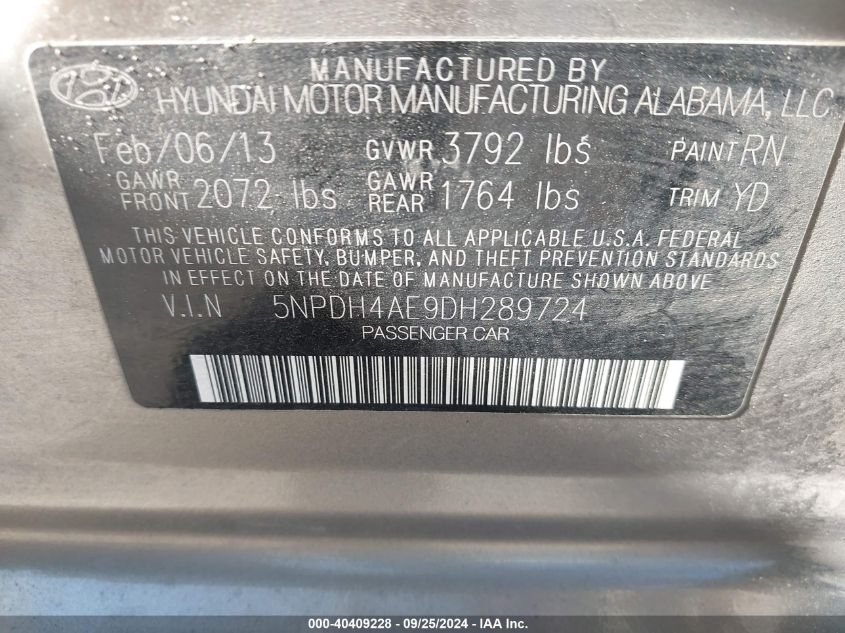 MANUFACTURED BY
HYUNDAI MOTOR MANUFACTURING ALABAMA, LLC
Feb/06/13 GVWR 3792 lbs PAINT RN
GAWR FRONT 2072 lbs GAWR REAR 1764 lbs TRIM YD
THIS VEHICLE CONFORMS TO ALL APPLICABLE U.S.A. FEDERAL
MOTOR VEHICLE SAFETY, BUMPER, AND THEFT PREVENTION STANDARDS
IN EFFECT ON THE DATE OF MANUFACTURE SHOWN ABOVE
V.I.N 5NPDH4AE9DH289724
PASSENGER CAR
000-40409228 - 09/25/2024 - IAA Inc.